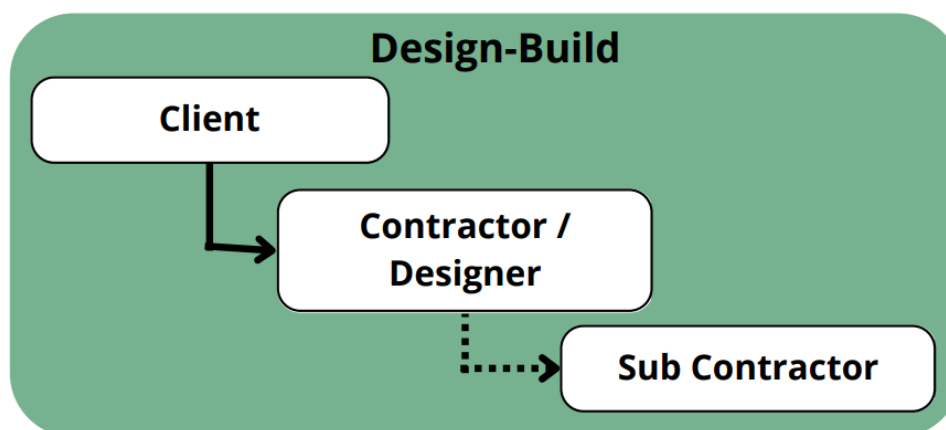 Design-Build
Client
Contractor /
Designer
Sub Contractor